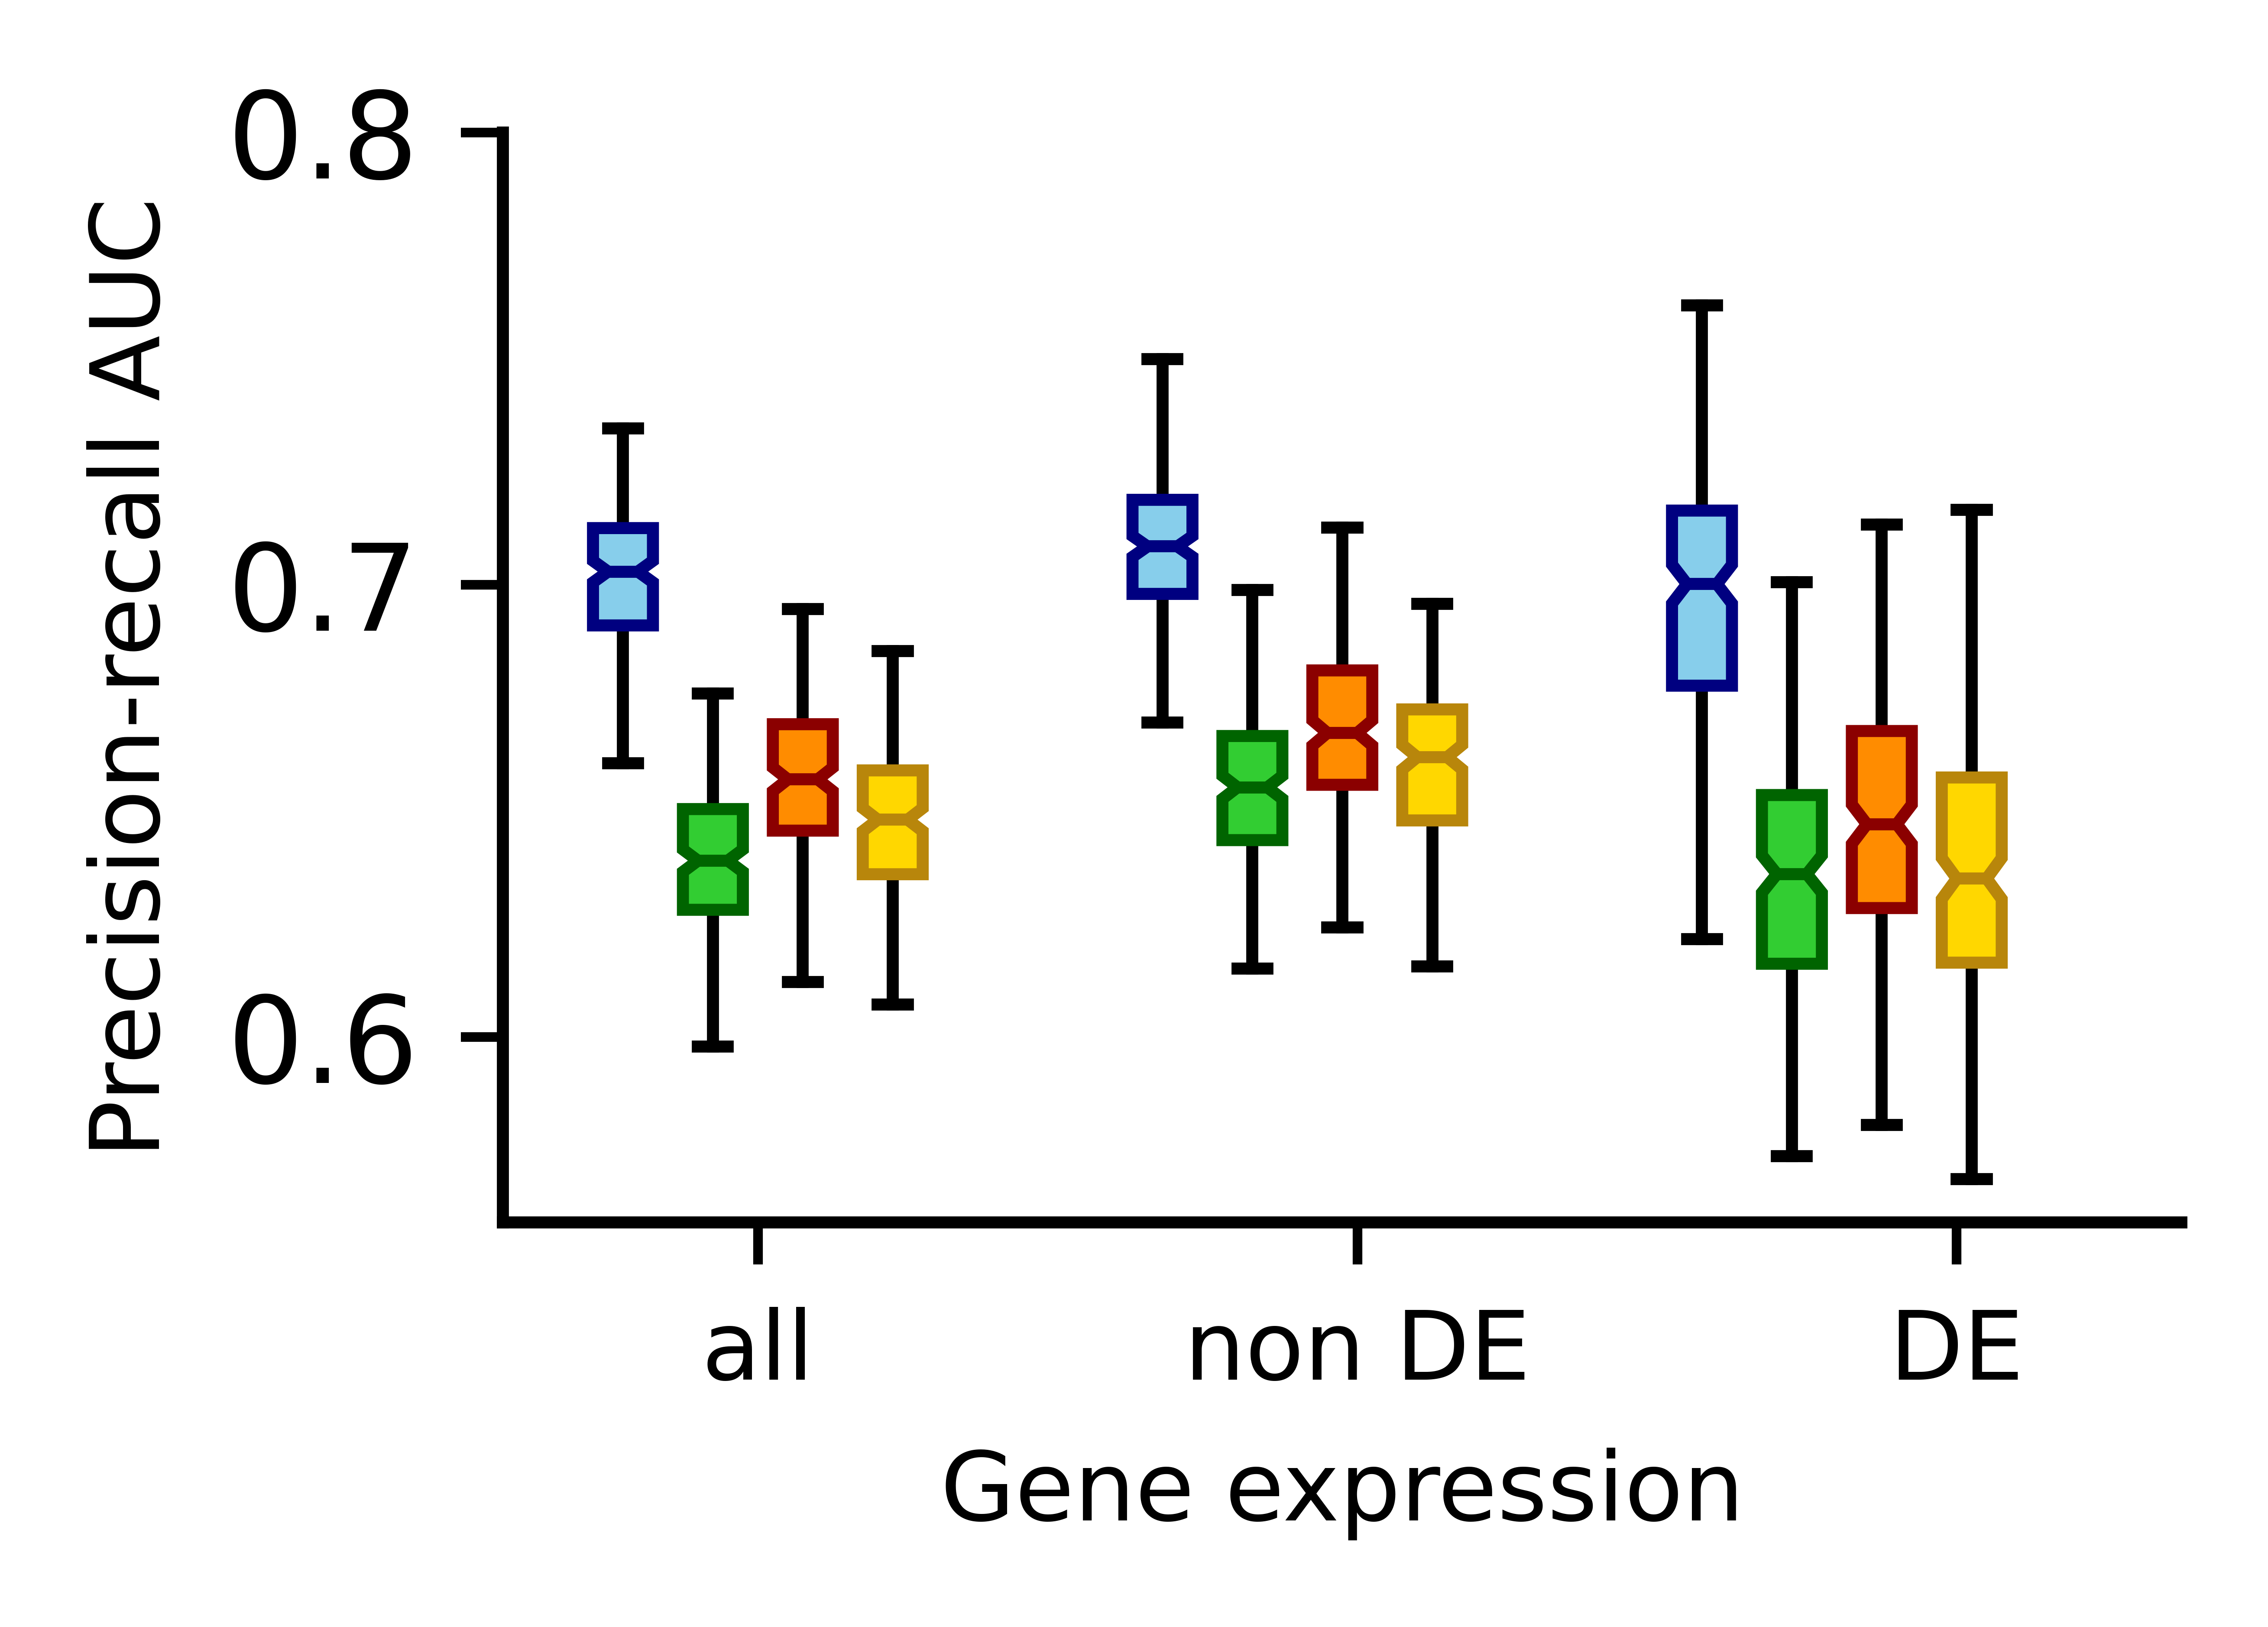 0.8
0.7
0.6
Precision-recall AUC
all
non DE
DE
Gene expression